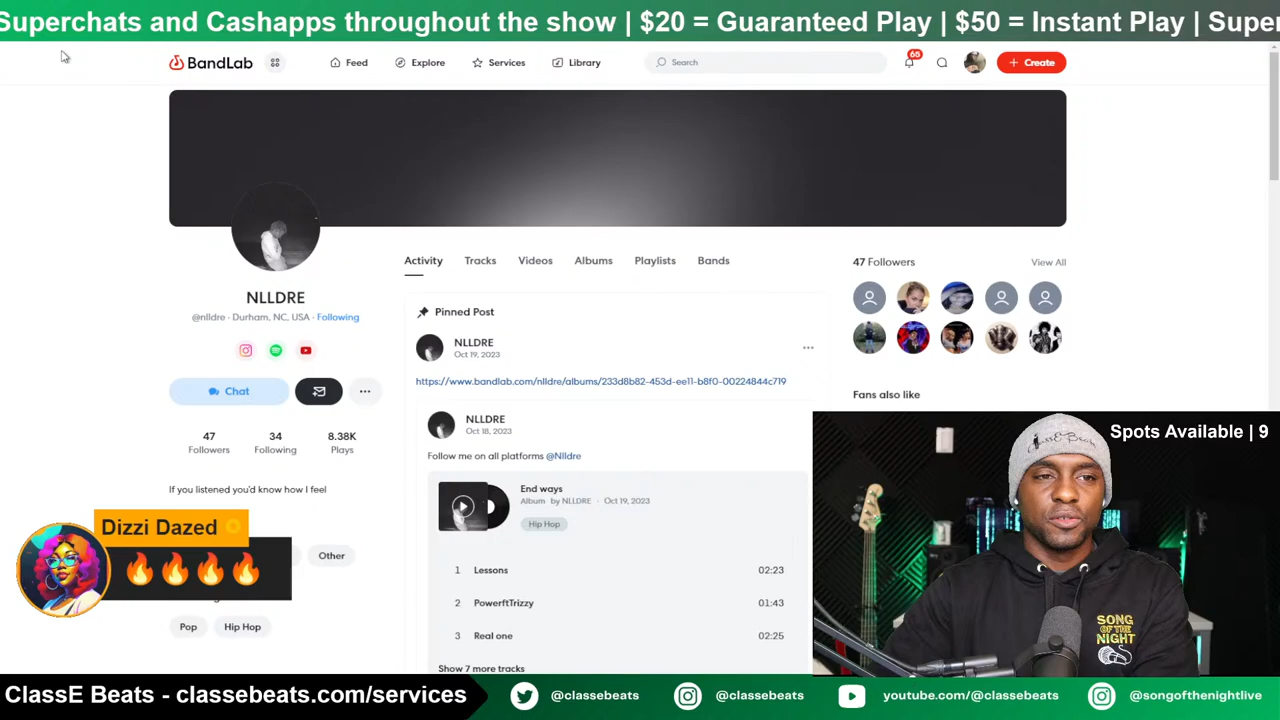 Superchats and Cashapps throughout the show | $20 = Guaranteed Play | $50 = Instant Play | Super
BandLab
Feed
Explore
Services
Library
Search
65
Create
NLLDRE
@nlldre · Durham, NC, USA · Following
Chat
47
Followers
34
Following
8.38K
Plays
If you listened you'd know how I feel
Other
Pop
Hip Hop
Activity
Tracks
Videos
Albums
Playlists
Bands
Pinned Post
NLLDRE
Oct 19, 2023
https://www.bandlab.com/nlldre/albums/233d8b82-453d-ee11-b8f0-00224844c719
NLLDRE
Oct 18, 2023
Follow me on all platforms @Nlldre
End ways
Album by NLLDRE · Oct 19, 2023
Hip Hop
1 Lessons 02:23
2 PowerftTrizzy 01:43
3 Real one 02:25
Show 7 more tracks
47 Followers
View All
Fans also like
Spots Available | 9
ClassE Beats
SONG
OF THE
NIGHT
Dizzi Dazed
🔥🔥🔥🔥
ClassE Beats - classebeats.com/services
@classebeats
@classebeats
youtube.com/@classebeats
@songofthenightlive